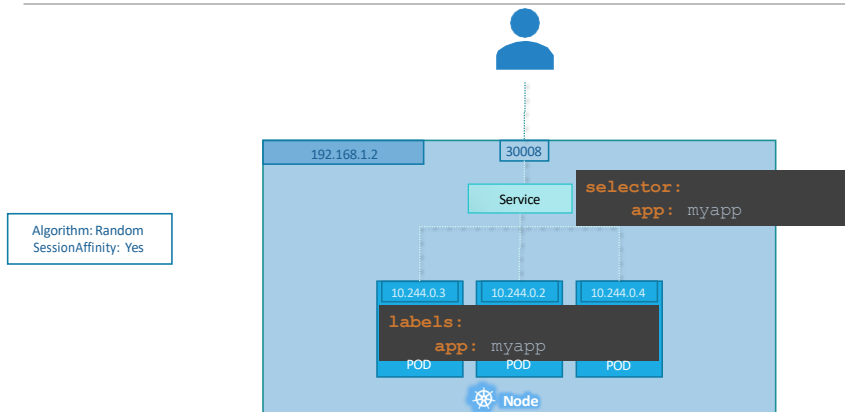 192.168.1.2
30008
Service
selector:
app: myapp
Algorithm: Random
SessionAffinity: Yes
10.244.0.3
10.244.0.2
10.244.0.4
labels:
app: myapp
POD
POD
POD
Node